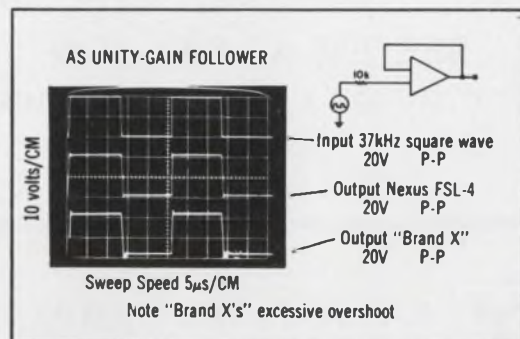 AS UNITY-GAIN FOLLOWER
10k
10 volts/CM
Input 37kHz square wave
20V P-P
Output Nexus FSL-4
20V P-P
Output "Brand X"
20V P-P
Sweep Speed 5μs/CM
Note "Brand X's" excessive overshoot